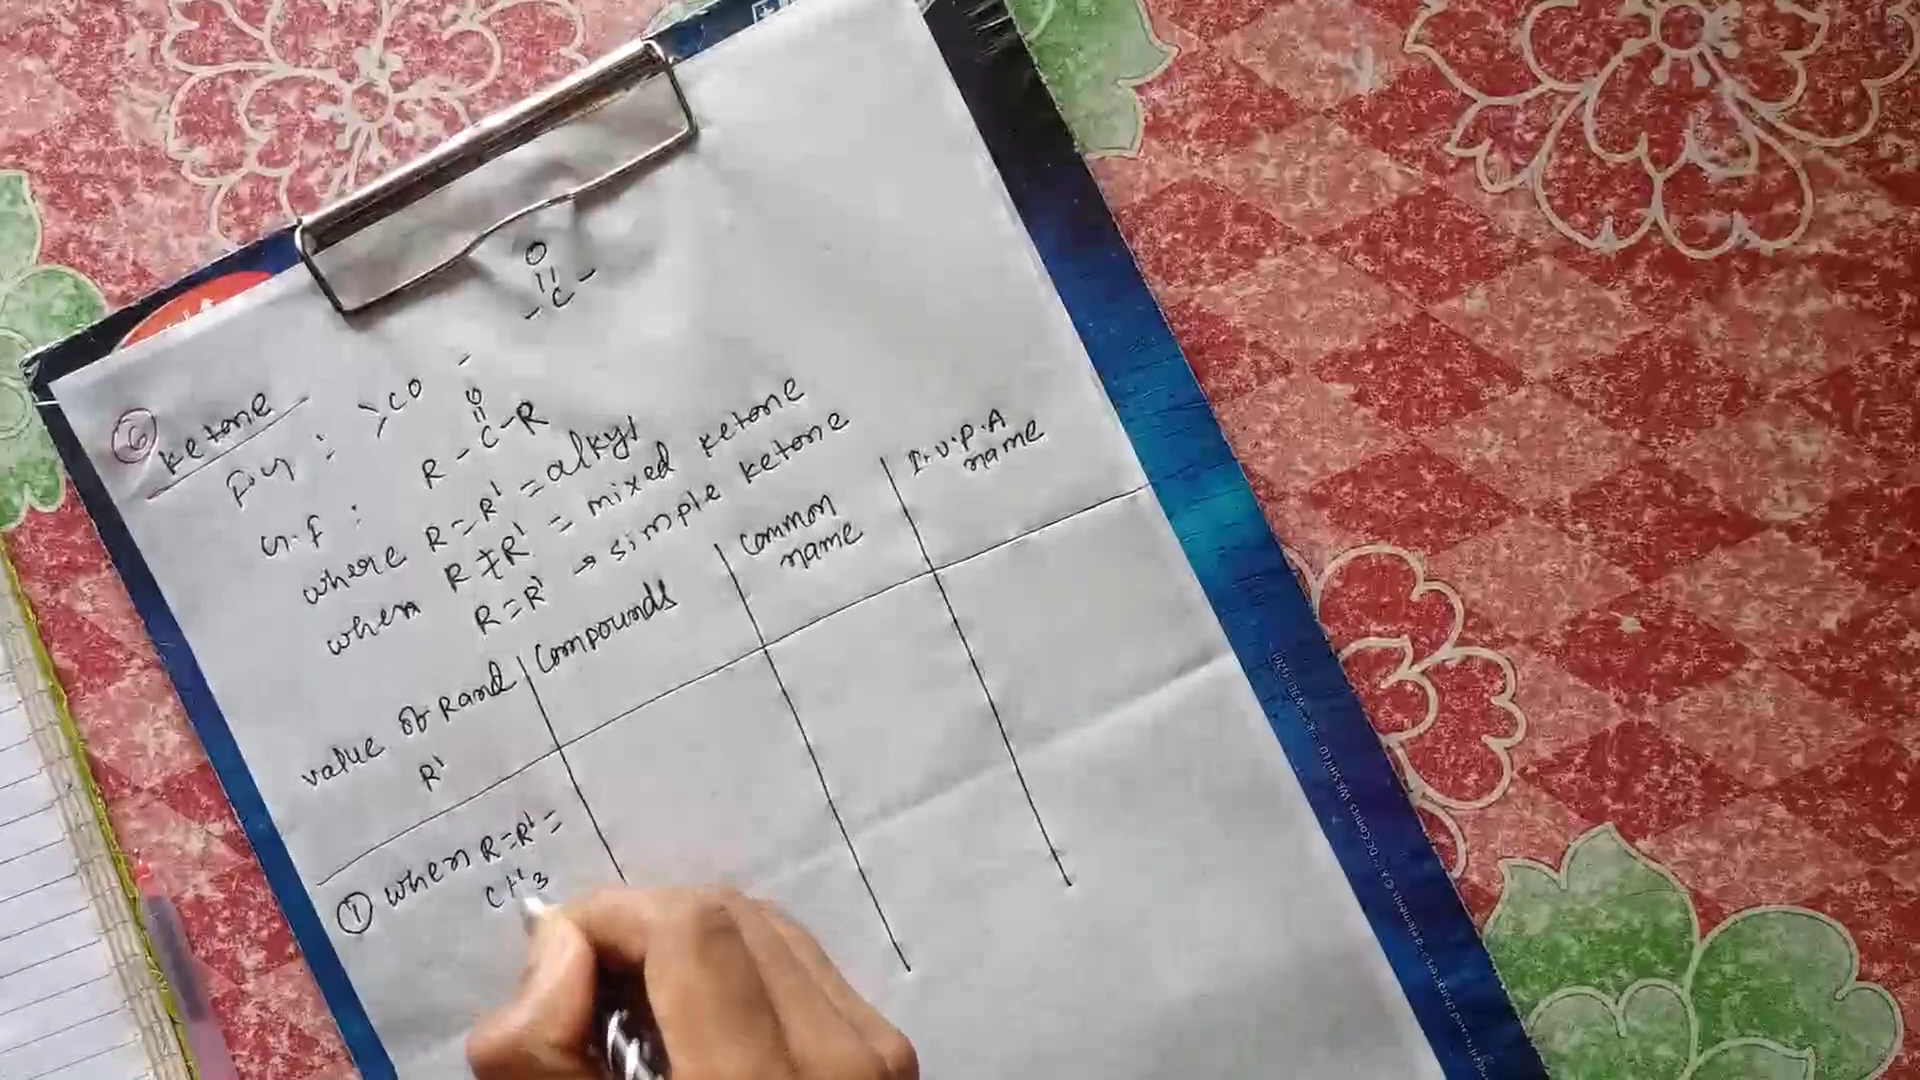 O
||
- C -
⑥ Ketone
F.G : >CO -
O
||
G.F : R - C - R
where R = R' = alkyl
when R ≠ R' = mixed ketone
R = R' → simple ketone
value of R and R'
Compounds
Common name
I.U.P.A name
① when R = R' =
CH3